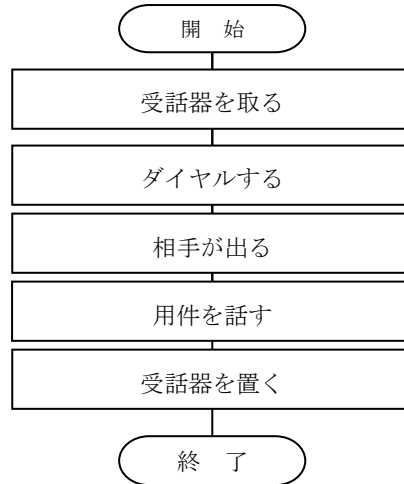 開　始
受話器を取る
ダイヤルする
相手が出る
用件を話す
受話器を置く
終　了